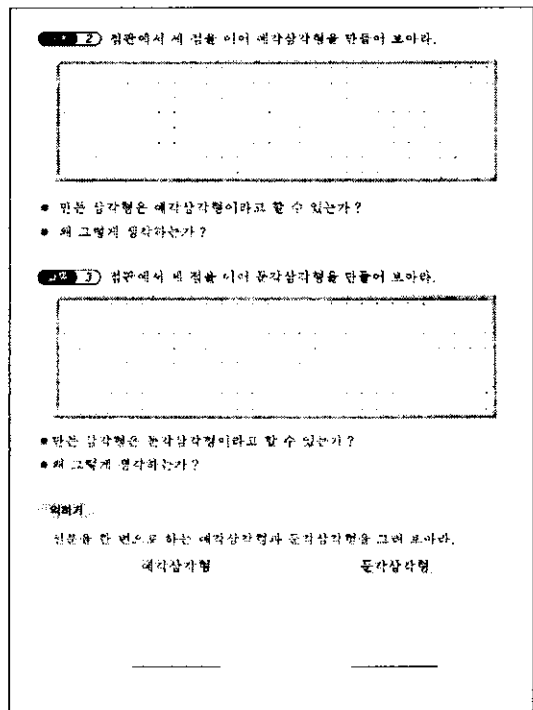 2) 점판에서 세 점을 이어 예각삼각형을 만들어 보아라.
● 만든 삼각형은 예각삼각형이라고 할 수 있는가?
● 왜 그렇게 생각하는가?
3) 점판에서 세 점을 이어 둔각삼각형을 만들어 보아라.
● 만든 삼각형은 둔각삼각형이라고 할 수 있는가?
● 왜 그렇게 생각하는가?
익히기
선분을 한 변으로 하는 예각삼각형과 둔각삼각형을 그려 보아라.
예각삼각형 둔각삼각형